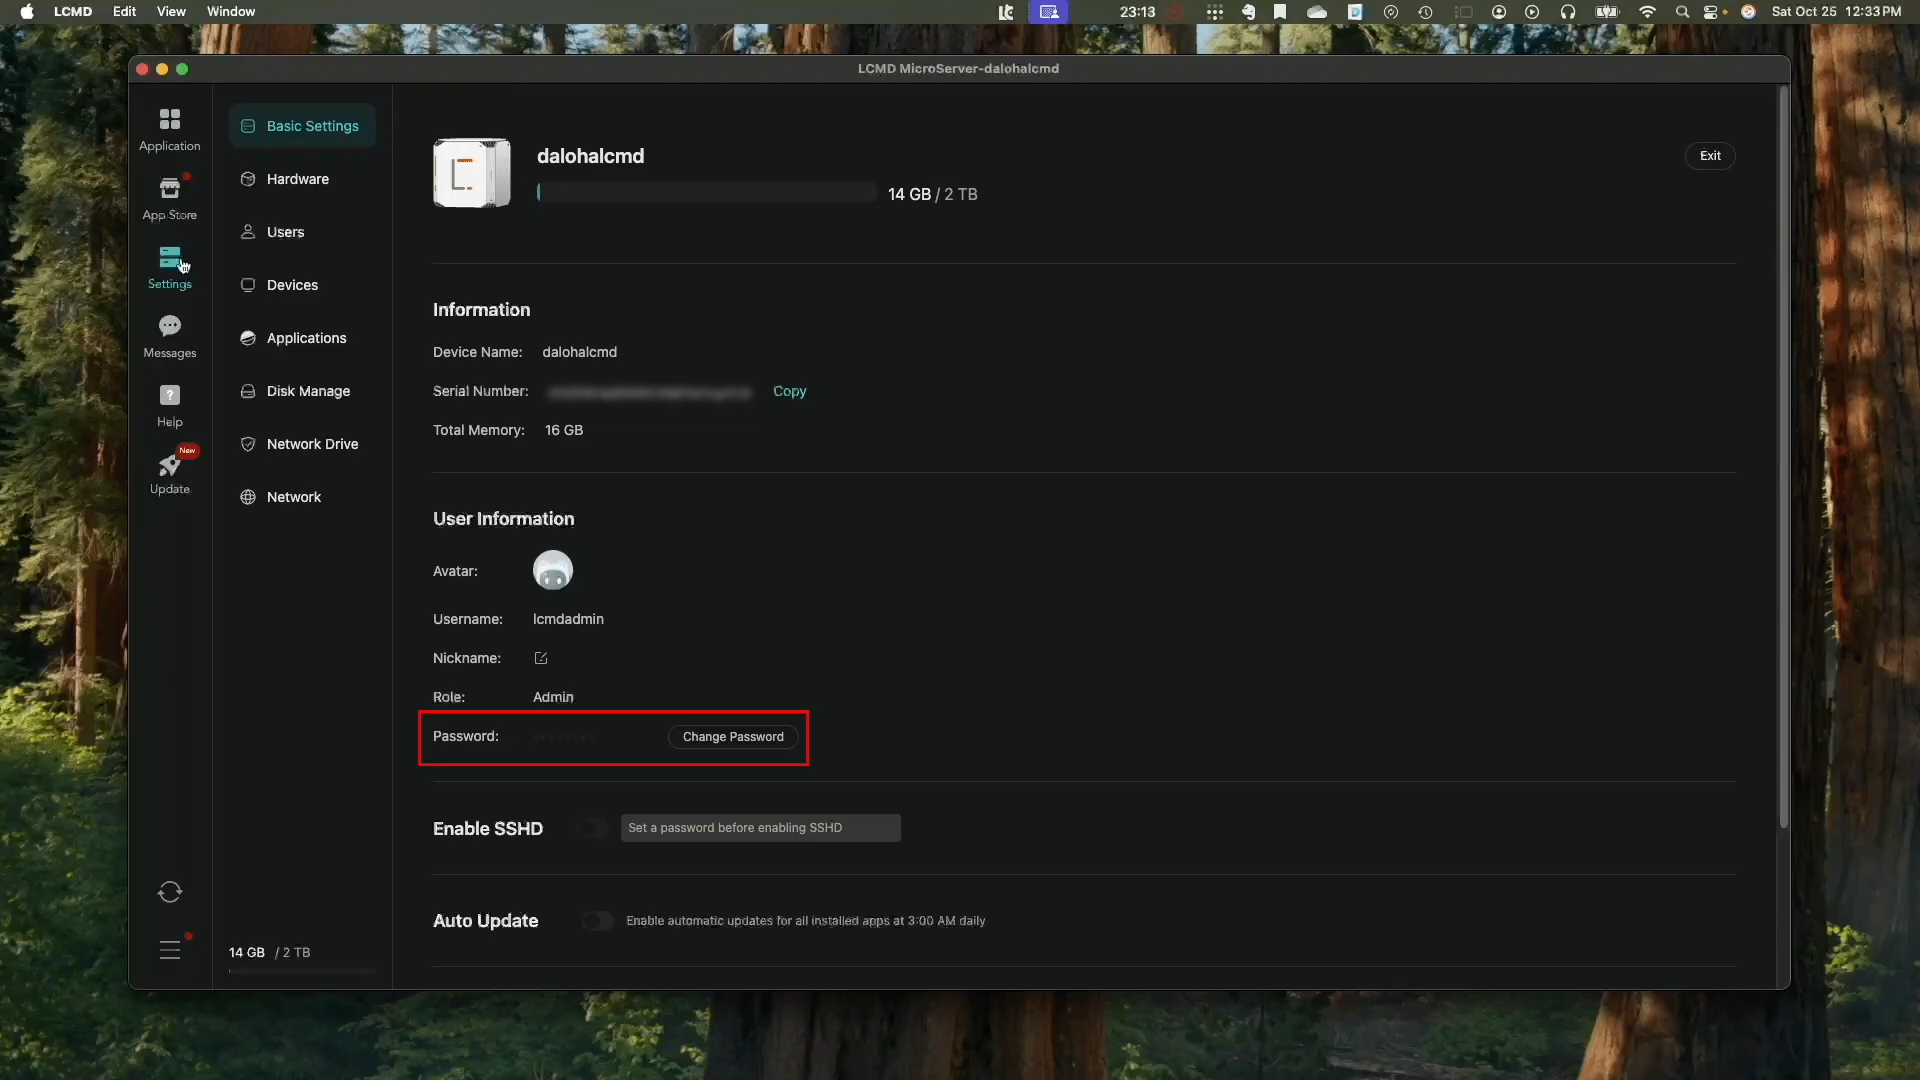 LCMD Edit View Window 23:13 Sat Oct 25 12:33 PM
LCMD MicroServer-dalohalcmd
Application
App Store
Settings
Messages
Help
New
Update
Basic Settings
Hardware
Users
Devices
Applications
Disk Manage
Network Drive
Network
14 GB / 2 TB
dalohalcmd
Exit
14 GB / 2 TB
Information
Device Name: dalohalcmd
Serial Number: Copy
Total Memory: 16 GB
User Information
Avatar:
Username: lcmdadmin
Nickname:
Role: Admin
Password: Change Password
Enable SSHD Set a password before enabling SSHD
Auto Update Enable automatic updates for all installed apps at 3:00 AM daily